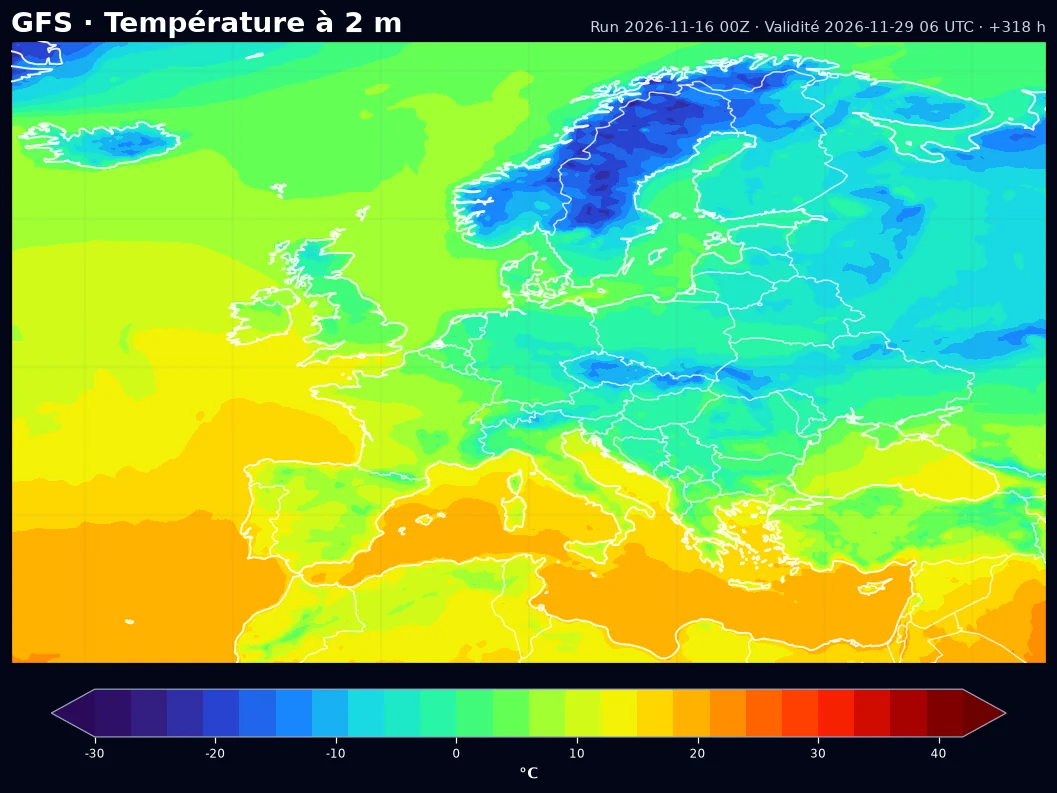 GFS · Température à 2 m
Run 2026-11-16 00Z · Validité 2026-11-29 06 UTC · +318 h
-30 -20 -10 0 10 20 30 40
°C